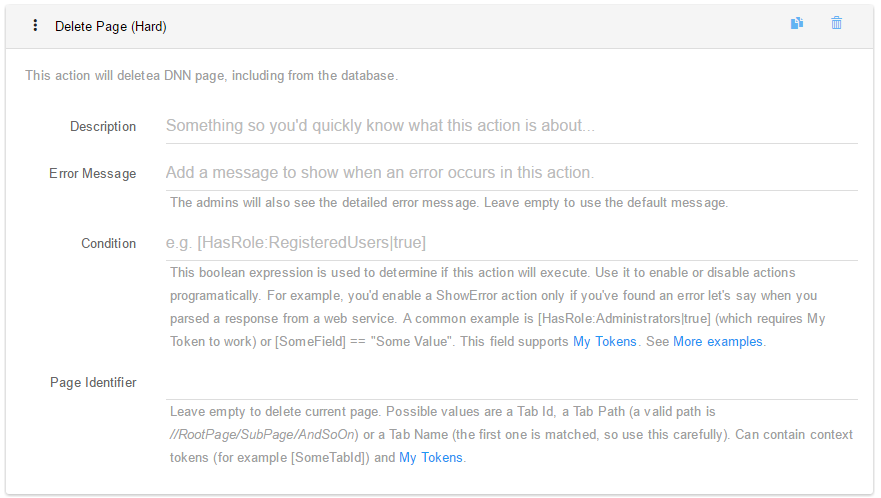 Delete Page (Hard)
This action will deletea DNN page, including from the database.
Description
Something so you'd quickly know what this action is about...
Error Message
Add a message to show when an error occurs in this action.
The admins will also see the detailed error message. Leave empty to use the default message.
Condition
e.g. [HasRole:RegisteredUsers|true]
This boolean expression is used to determine if this action will execute. Use it to enable or disable actions
programatically. For example, you'd enable a ShowError action only if you've found an error let's say when you
parsed a response from a web service. A common example is [HasRole:Administrators|true] (which requires My
Token to work) or [SomeField] == "Some Value". This field supports My Tokens. See More examples.
Page Identifier
Leave empty to delete current page. Possible values are a Tab Id, a Tab Path (a valid path is
//RootPage/SubPage/AndSoOn) or a Tab Name (the first one is matched, so use this carefully). Can contain context
tokens (for example [SomeTabId]) and My Tokens.